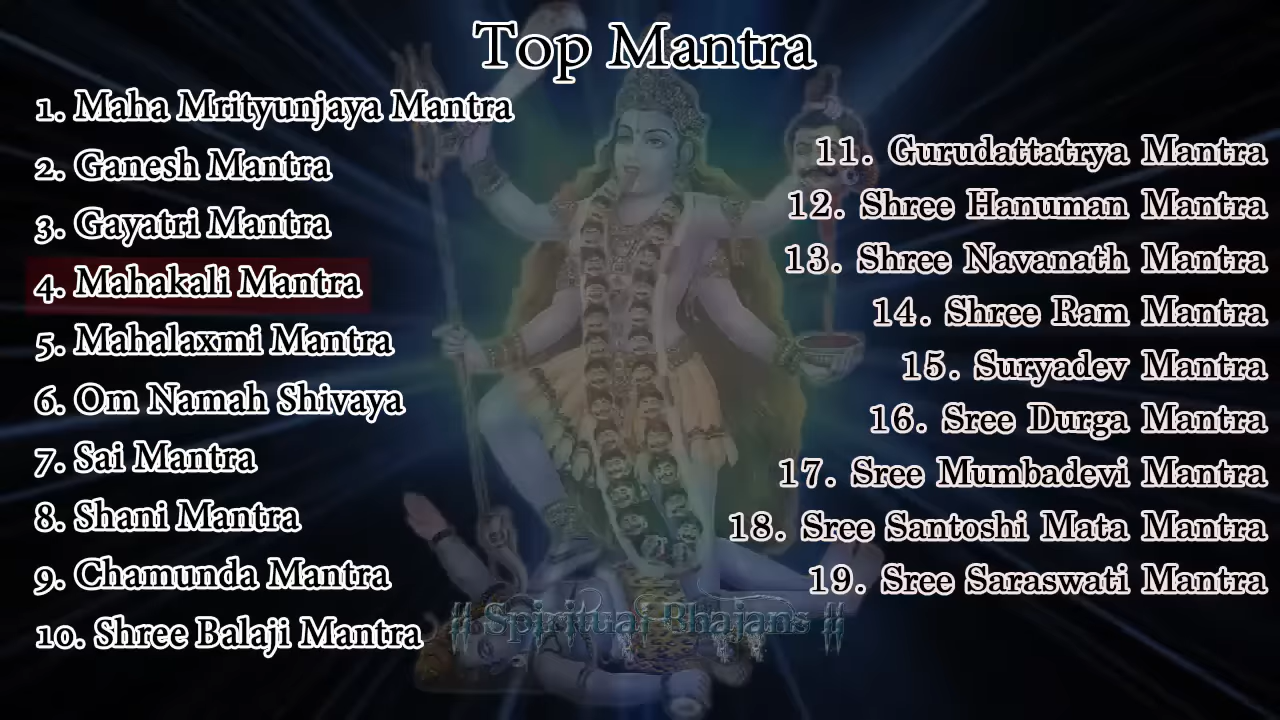 Top Mantra
1. Maha Mrityunjaya Mantra
2. Ganesh Mantra
3. Gayatri Mantra
4. Mahakali Mantra
5. Mahalaxmi Mantra
6. Om Namah Shivaya
7. Sai Mantra
8. Shani Mantra
9. Chamunda Mantra
10. Shree Balaji Mantra
11. Gurudattatrya Mantra
12. Shree Hanuman Mantra
13. Shree Navanath Mantra
14. Shree Ram Mantra
15. Suryadev Mantra
16. Sree Durga Mantra
17. Sree Mumbadevi Mantra
18. Sree Santoshi Mata Mantra
19. Sree Saraswati Mantra
|| Spiritual Bhajans ||